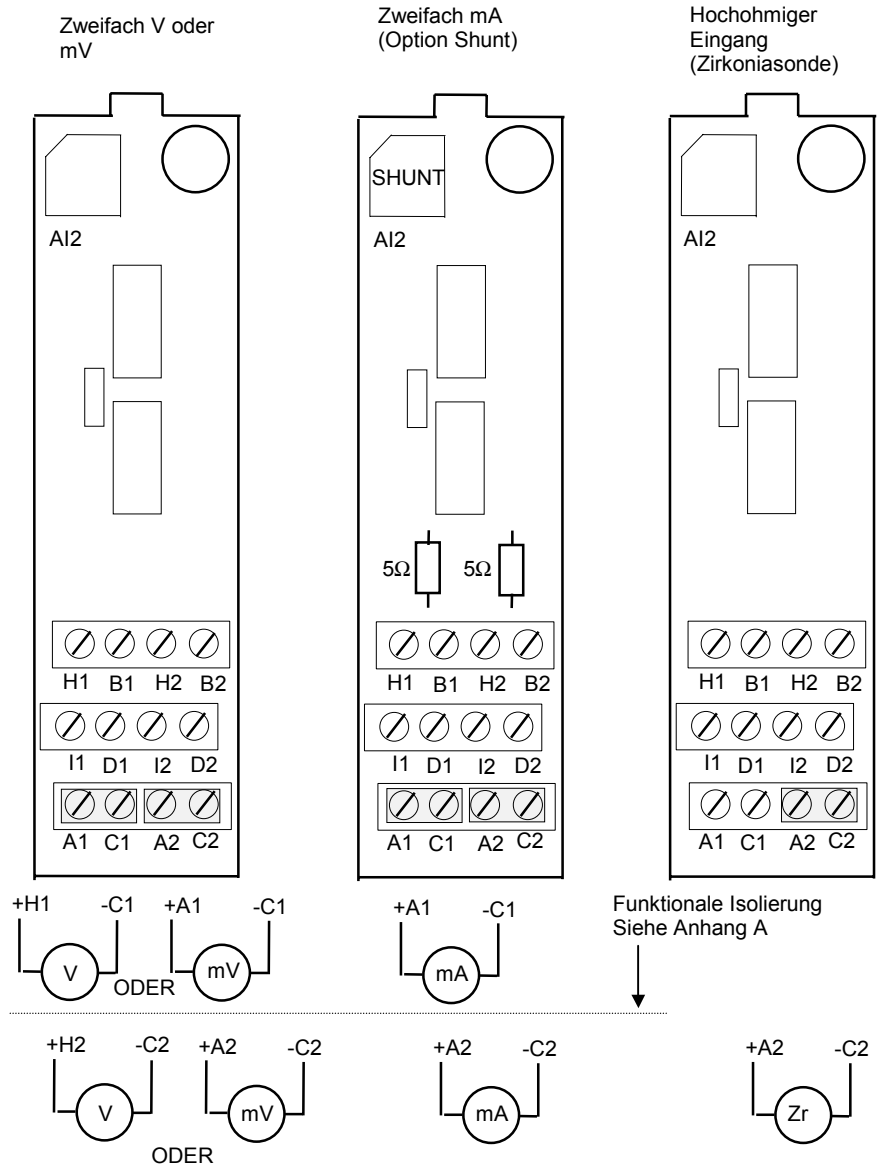 Zweifach V oder
mV
Zweifach mA
(Option Shunt)
Hochohmiger
Eingang
(Zirkoniasonde)
SHUNT
AI2
AI2
AI2
5Ω 5Ω
H1 B1 H2 B2
H1 B1 H2 B2
H1 B1 H2 B2
I1 D1 I2 D2
I1 D1 I2 D2
I1 D1 I2 D2
A1 C1 A2 C2
A1 C1 A2 C2
A1 C1 A2 C2
+H1 -C1 +A1 -C1
+A1 -C1
Funktionale Isolierung
Siehe Anhang A
V ODER mV
mA
+H2 -C2 +A2 -C2
+A2 -C2
+A2 -C2
V mV
mA
Zr
ODER